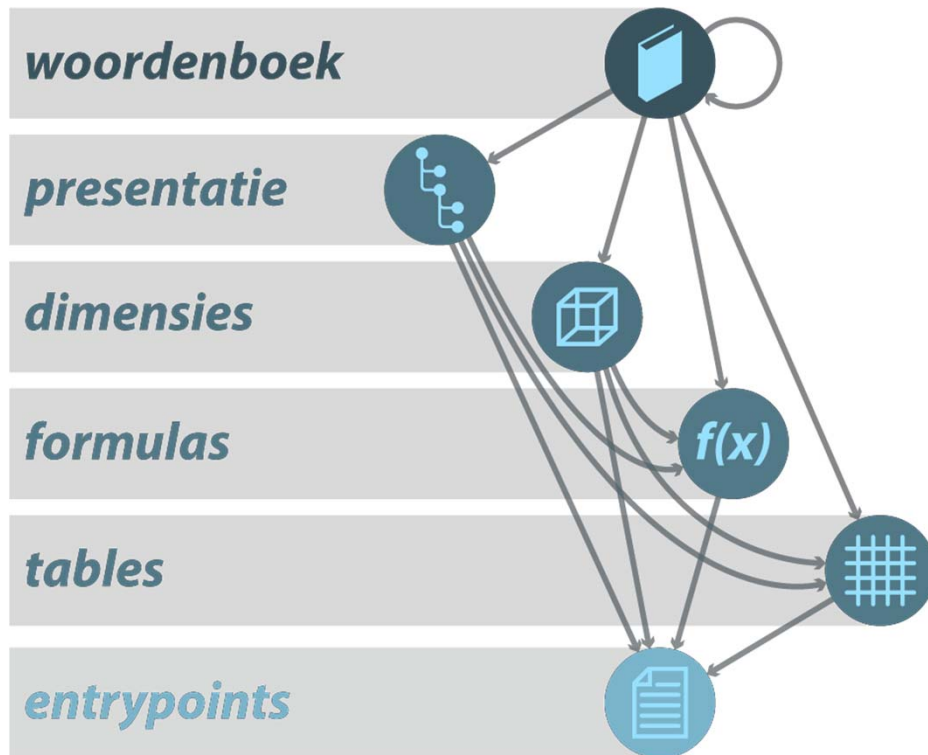 woordenboek
presentatie
dimensies
formulas
f(x)
tables
entrypoints